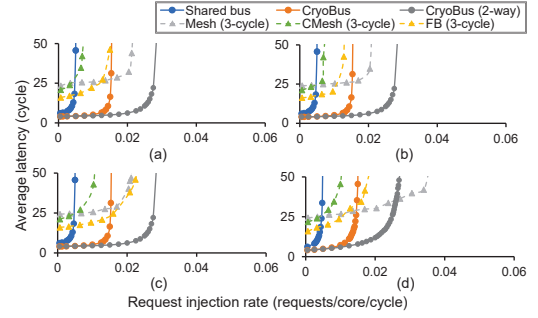 Shared bus CryoBus CryoBus (2-way)
Mesh (3-cycle) CMesh (3-cycle) FB (3-cycle)
Average latency (cycle)
50
25
0
0 0.02 0.04 0.06
(a)
50
25
0
0 0.02 0.04 0.06
(b)
50
25
0
0 0.02 0.04 0.06
(c)
50
25
0
0 0.02 0.04 0.06
(d)
Request injection rate (requests/core/cycle)